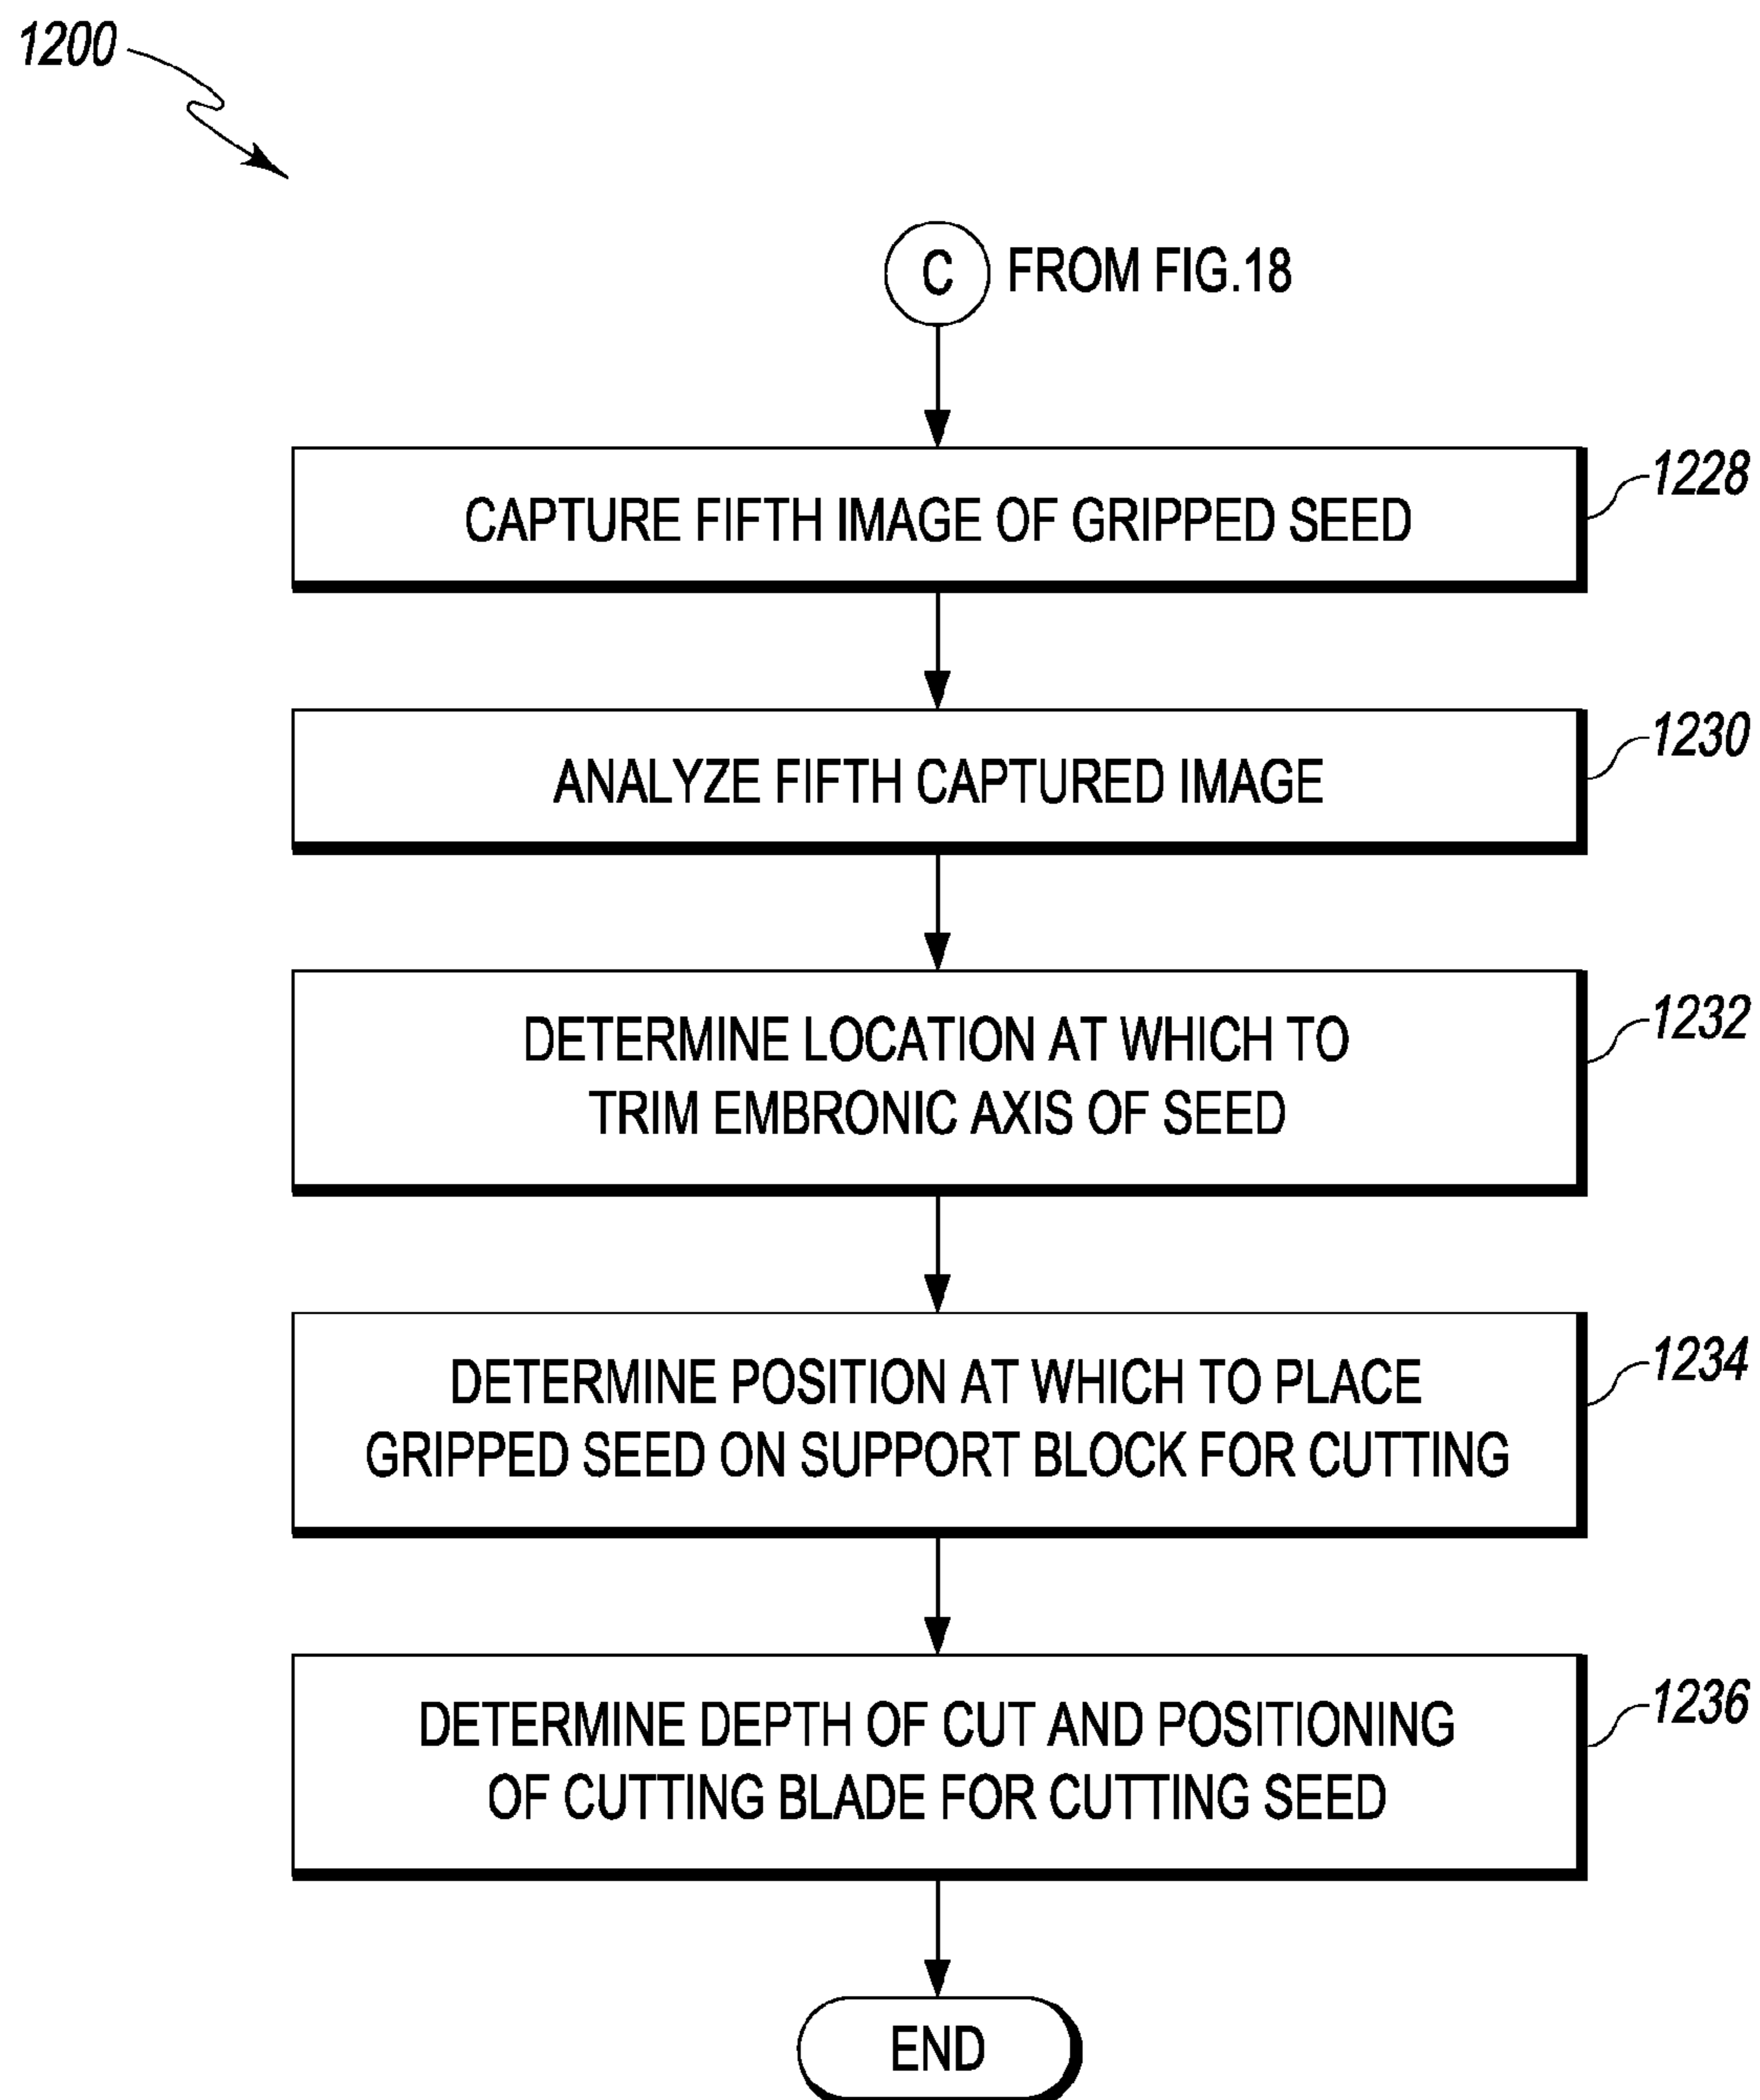 1200
C FROM FIG.18
CAPTURE FIFTH IMAGE OF GRIPPED SEED
1228
ANALYZE FIFTH CAPTURED IMAGE
1230
DETERMINE LOCATION AT WHICH TO
TRIM EMBRONIC AXIS OF SEED
1232
DETERMINE POSITION AT WHICH TO PLACE
GRIPPED SEED ON SUPPORT BLOCK FOR CUTTING
1234
DETERMINE DEPTH OF CUT AND POSITIONING
OF CUTTING BLADE FOR CUTTING SEED
1236
END